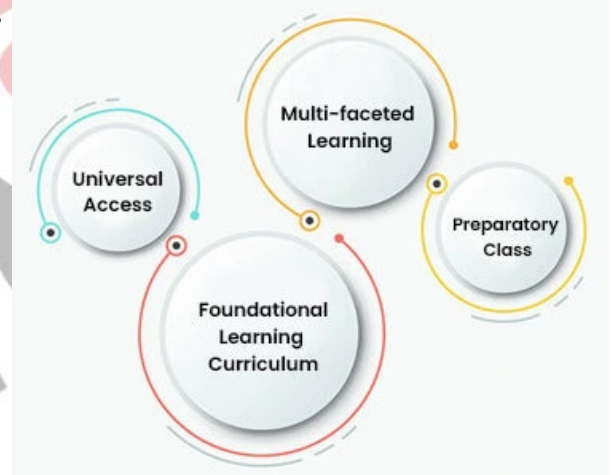 Universal
Access
Multi-faceted
Learning
Foundational
Learning
Curriculum
Preparatory
Class